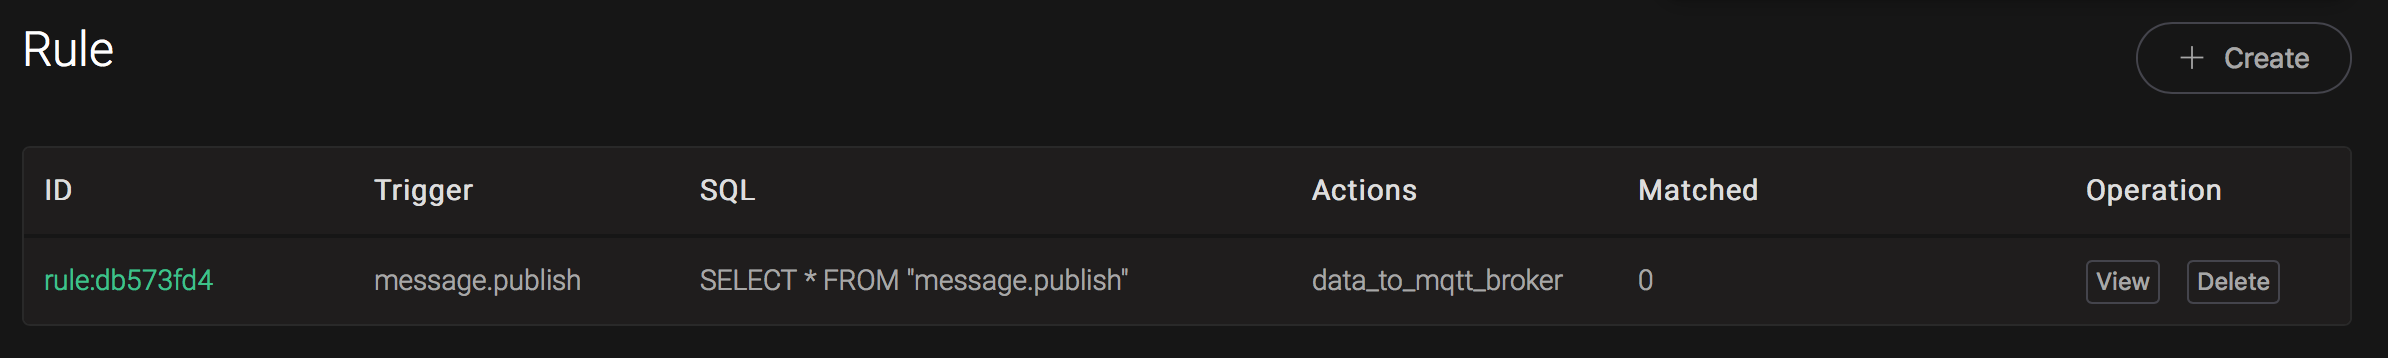 Rule
+ Create
ID Trigger SQL Actions Matched Operation
rule:db573fd4 message.publish SELECT * FROM "message.publish" data_to_mqtt_broker 0 View Delete